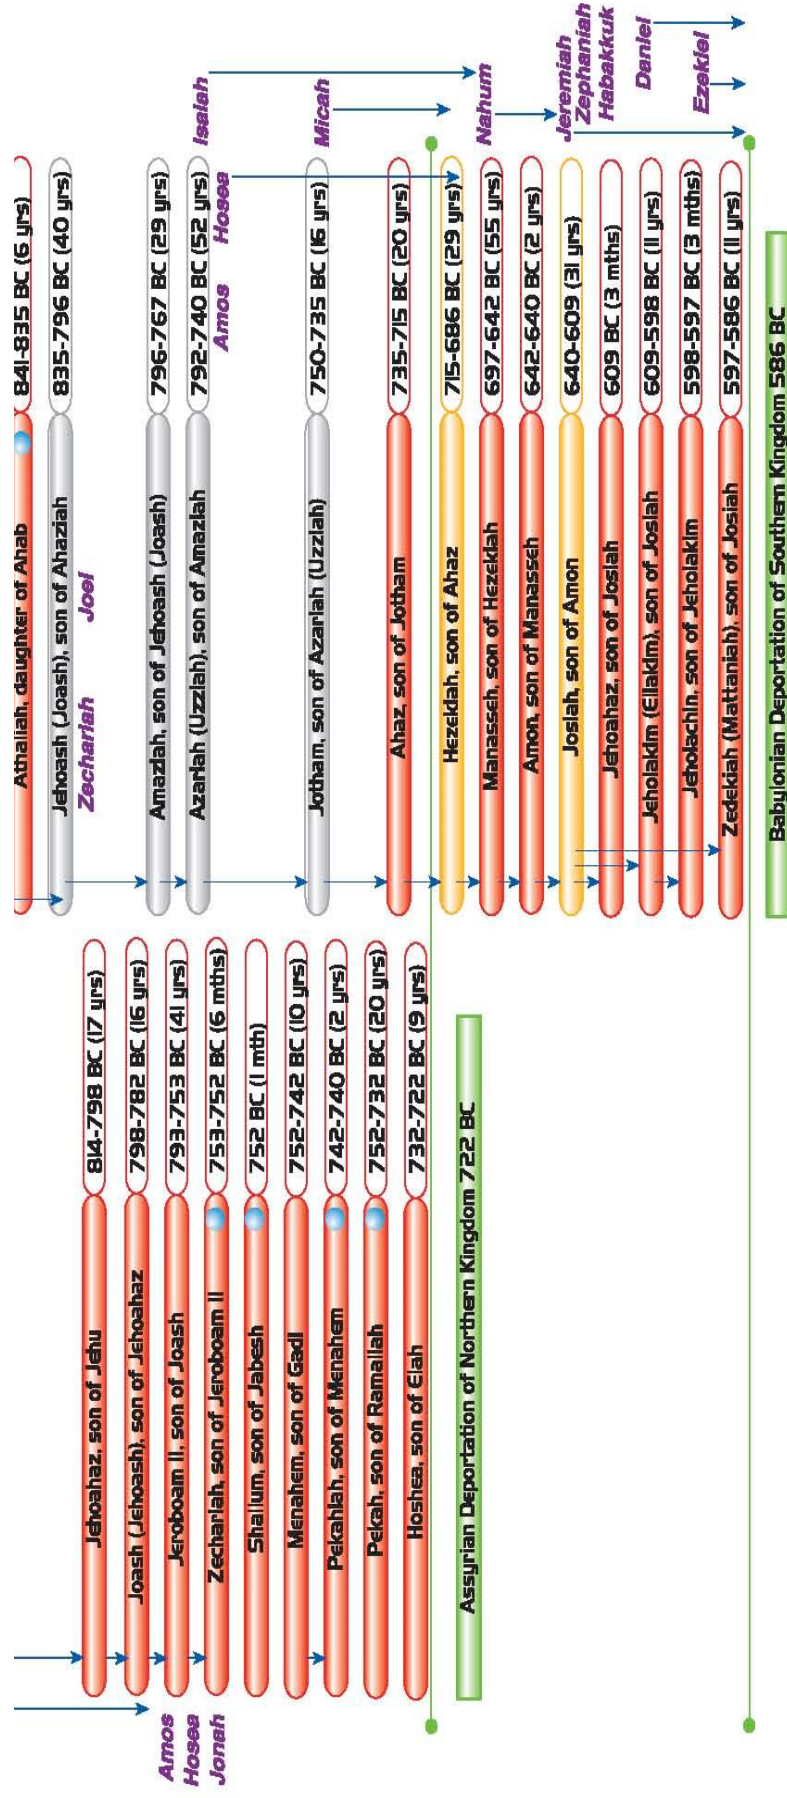 Athaliah, daughter of Ahab 841-835 BC (6 yrs)
Jehoash (Joash), son of Ahaziah 835-796 BC (40 yrs)
Zechariah Joel
Amaziah, son of Jehoash (Joash) 796-767 BC (29 yrs)
Azariah (Uzziah), son of Amaziah 792-740 BC (52 yrs)
Isaiah
Amos Hosea
Jotham, son of Azariah (Uzziah) 750-735 BC (16 yrs)
Micah
Ahaz, son of Jotham 735-715 BC (20 yrs)
Hezekiah, son of Ahaz 715-686 BC (29 yrs)
Manasseh, son of Hezekiah 697-642 BC (55 yrs)
Nahum
Amon, son of Manasseh 642-640 BC (2 yrs)
Josiah, son of Amon 640-609 (31 yrs)
Jeremiah
Zephaniah
Habakkuk
Jehoahaz, son of Josiah 609 BC (3 mths)
Jehoiakim (Eliakim), son of Josiah 609-598 BC (11 yrs)
Daniel
Jehoiachin, son of Jehoiakim 598-597 BC (3 mths)
Ezekiel
Zedekiah (Mattaniah), son of Josiah 597-586 BC (11 yrs)
Babylonian Deportation of Southern Kingdom 586 BC
Jehoahaz, son of Jehu 814-798 BC (17 yrs)
Joash (Jehoash), son of Jehoahaz 798-782 BC (16 yrs)
Jeroboam II, son of Joash 793-753 BC (41 yrs)
Amos
Hosea
Jonah
Zechariah, son of Jeroboam II 753-752 BC (6 mths)
Shallum, son of Jabesh 752 BC (1 mth)
Menahem, son of Gadi 752-742 BC (10 yrs)
Pekahiah, son of Menahem 742-740 BC (2 yrs)
Pekah, son of Ramaliah 752-732 BC (20 yrs)
Hoshea, son of Elah 732-722 BC (9 yrs)
Assyrian Deportation of Northern Kingdom 722 BC